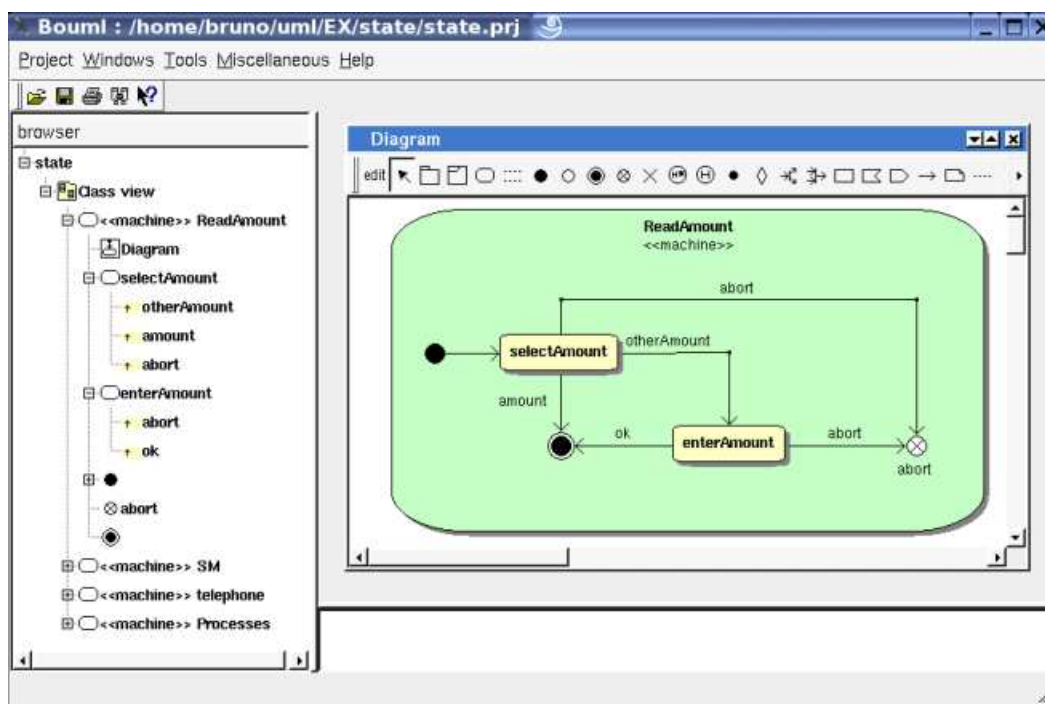 Bouml : /home/bruno/uml/EX/state/state.prj
Project Windows Tools Miscellaneous Help
browser
state
Class view
<<machine>> ReadAmount
Diagram
selectAmount
otherAmount
amount
abort
enterAmount
abort
ok
abort
<<machine>> SM
<<machine>> telephone
<<machine>> Processes
Diagram
edit
ReadAmount
<<machine>>
abort
selectAmount
otherAmount
amount
ok
enterAmount
abort
abort